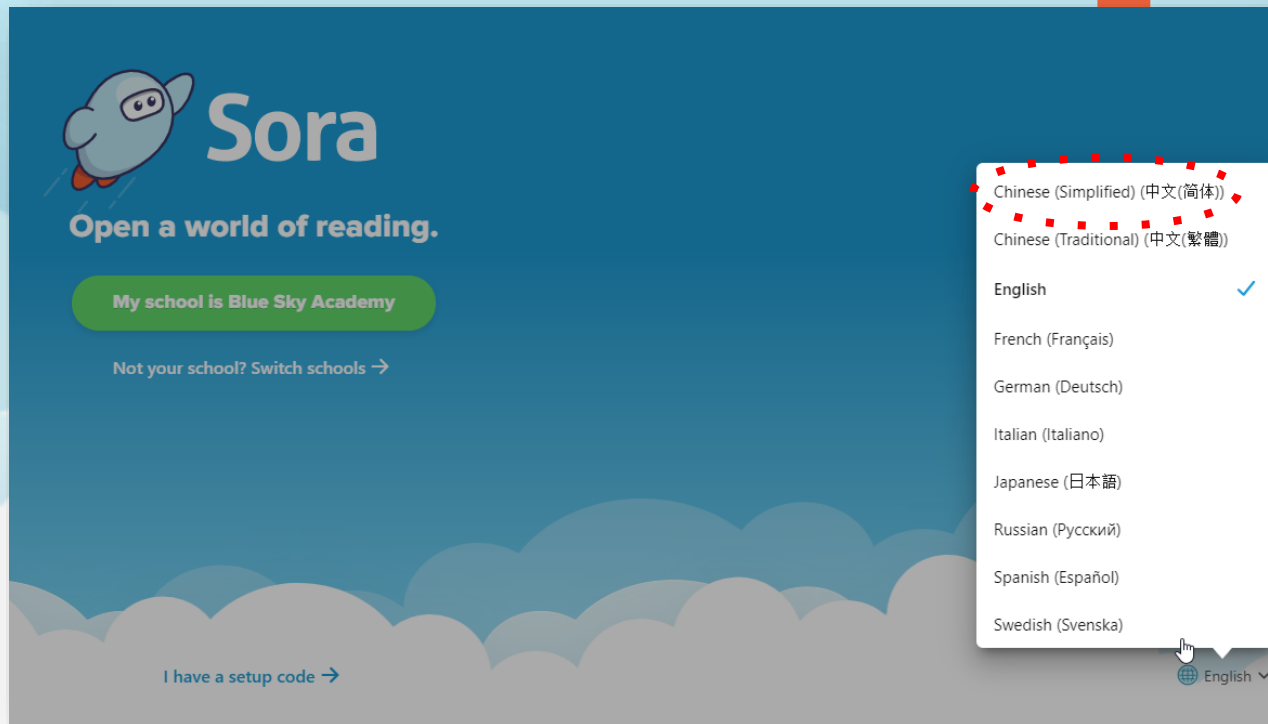 Sora
Open a world of reading.
My school is Blue Sky Academy
Not your school? Switch schools →
I have a setup code →
Chinese (Simplified) (中文(简体))
Chinese (Traditional) (中文(繁體))
English
French (Français)
German (Deutsch)
Italian (Italiano)
Japanese (日本語)
Russian (Русский)
Spanish (Español)
Swedish (Svenska)
English